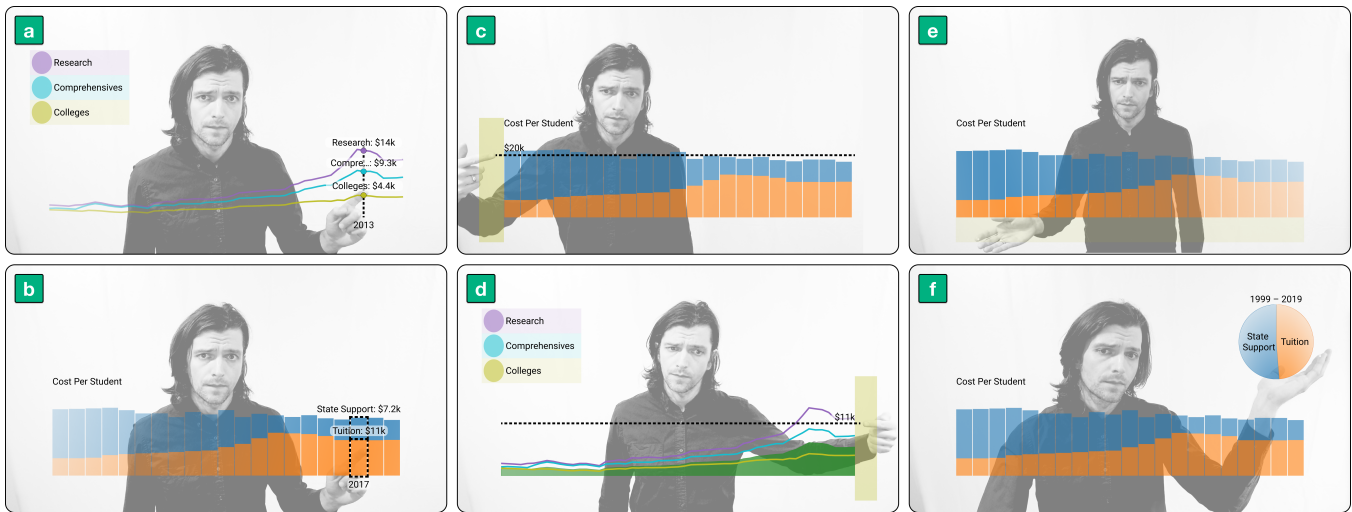 a
Research
Comprehensives
Colleges
Research: $14k
Compre...: $9.3k
Colleges: $4.4k
2013
c
Cost Per Student
$20k
e
Cost Per Student
b
Cost Per Student
State Support: $7.2k
Tuition: $11k
2017
d
Research
Comprehensives
Colleges
$11k
f
1999 – 2019
State
Support
Tuition
Cost Per Student